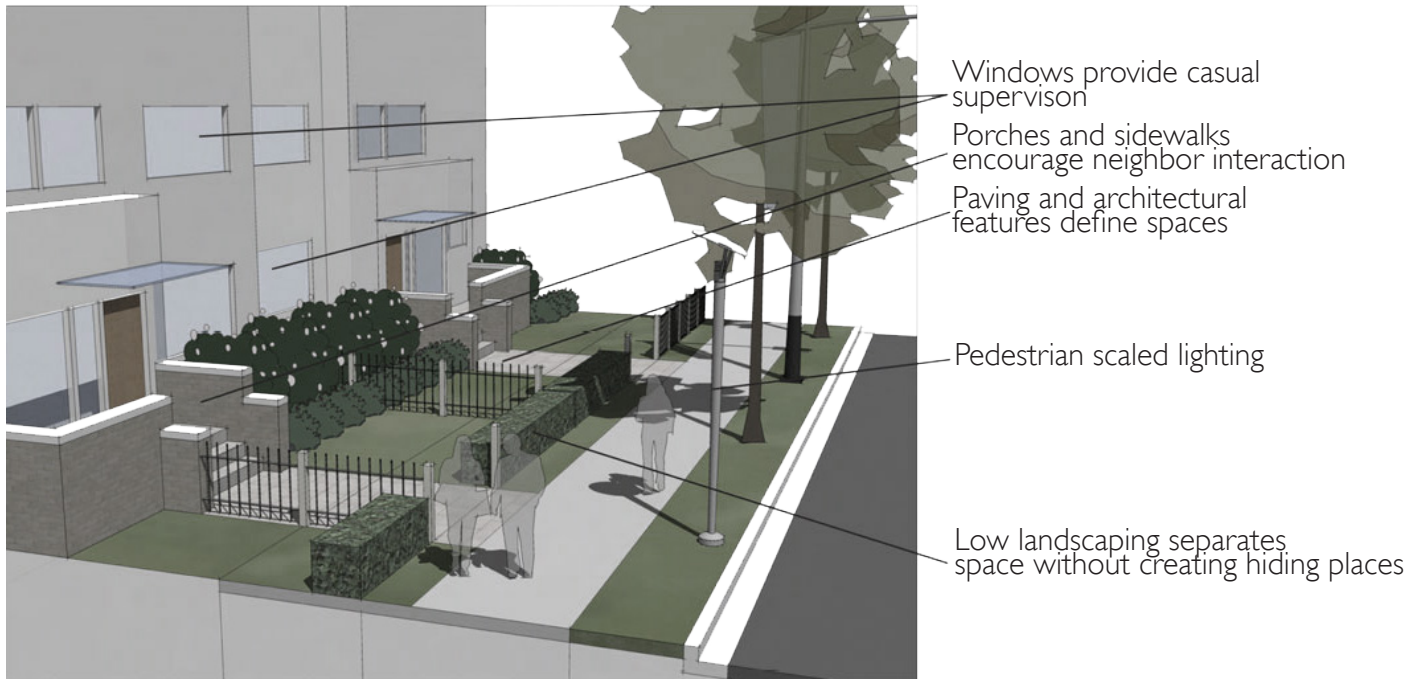 Windows provide casual
supervison
Porches and sidewalks
encourage neighbor interaction
Paving and architectural
features define spaces
Pedestrian scaled lighting
Low landscaping separates
space without creating hiding places